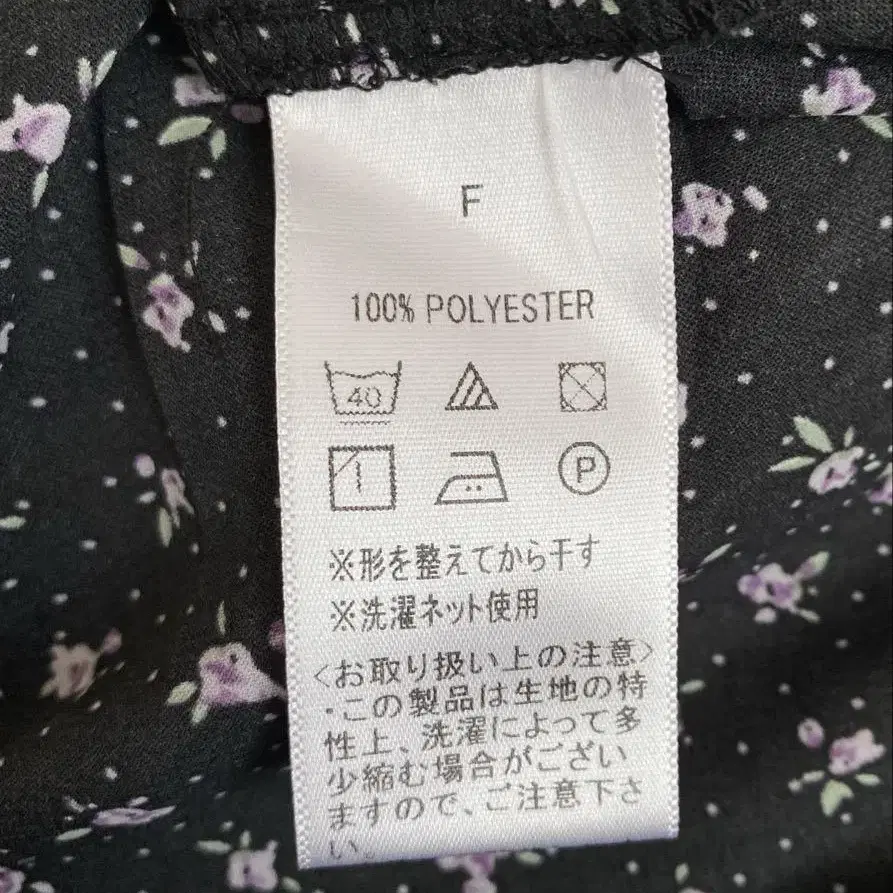 F
100% POLYESTER
40
P
※形を整えてから干す
※洗濯ネット使用
〈お取り扱い上の注意〉
・この製品は生地の特
性上、洗濯によって多
少縮む場合がござい
ますので、ご注意下さ
い。